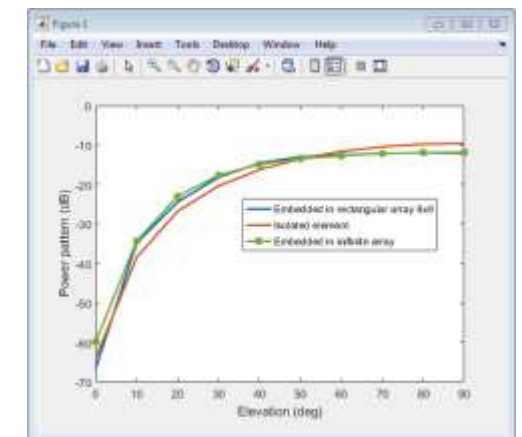 Figure 1
File Edit View Insert Tools Desktop Window Help
0
-10
-20
-30
-40
-50
-60
-70
Power pattern (dB)
Embedded in rectangular array 9x9
Isolated element
Embedded in infinite array
0 10 20 30 40 50 60 70 80 90
Elevation (deg)